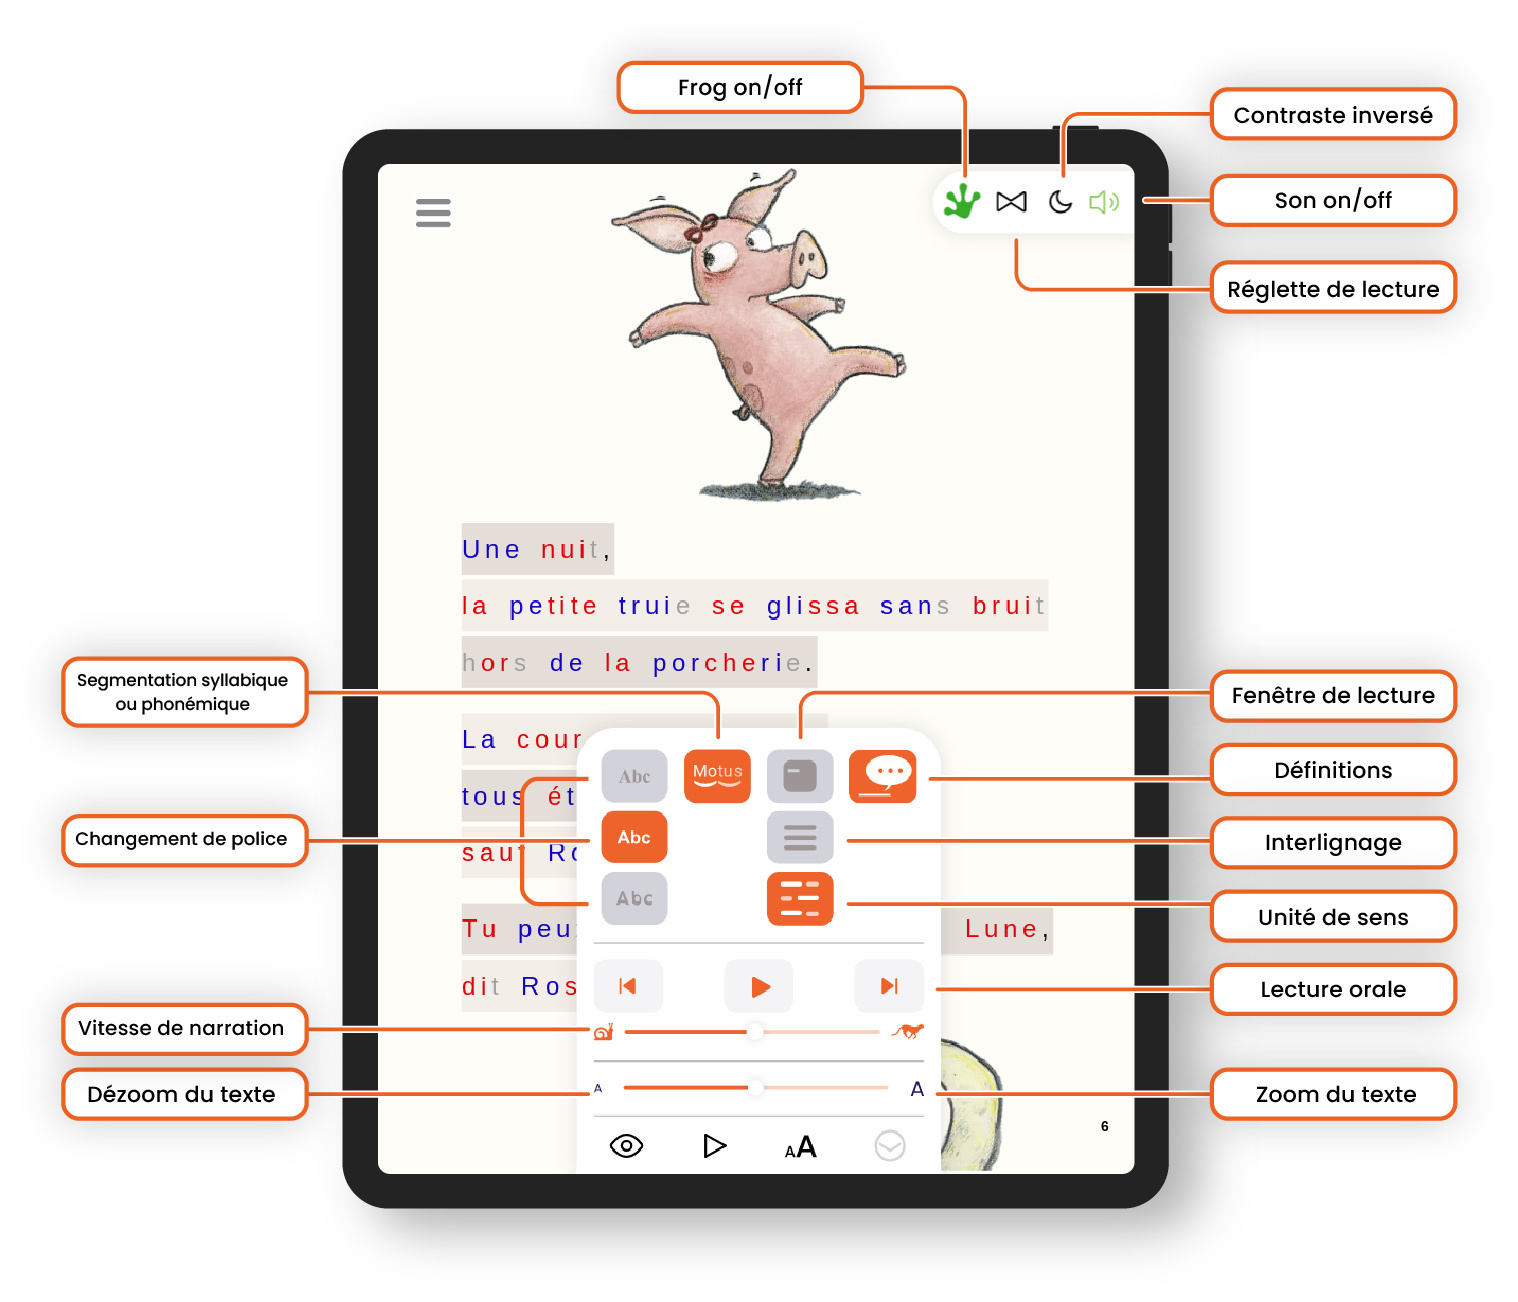 Frog on/off
Contraste inversé
Son on/off
Réglette de lecture
Une nuit,
la petite truie se glissa sans bruit
hors de la porcherie.
Segmentation syllabique
ou phonémique
Fenêtre de lecture
La cour
Abc
Motus
Définitions
tous ét
Changement de police
Abc
Interlignage
sauf Ro
Abc
Unité de sens
Tu peux
Lune,
dit Ros
Lecture orale
Vitesse de narration
Dézoom du texte
A
A
Zoom du texte
6
AA